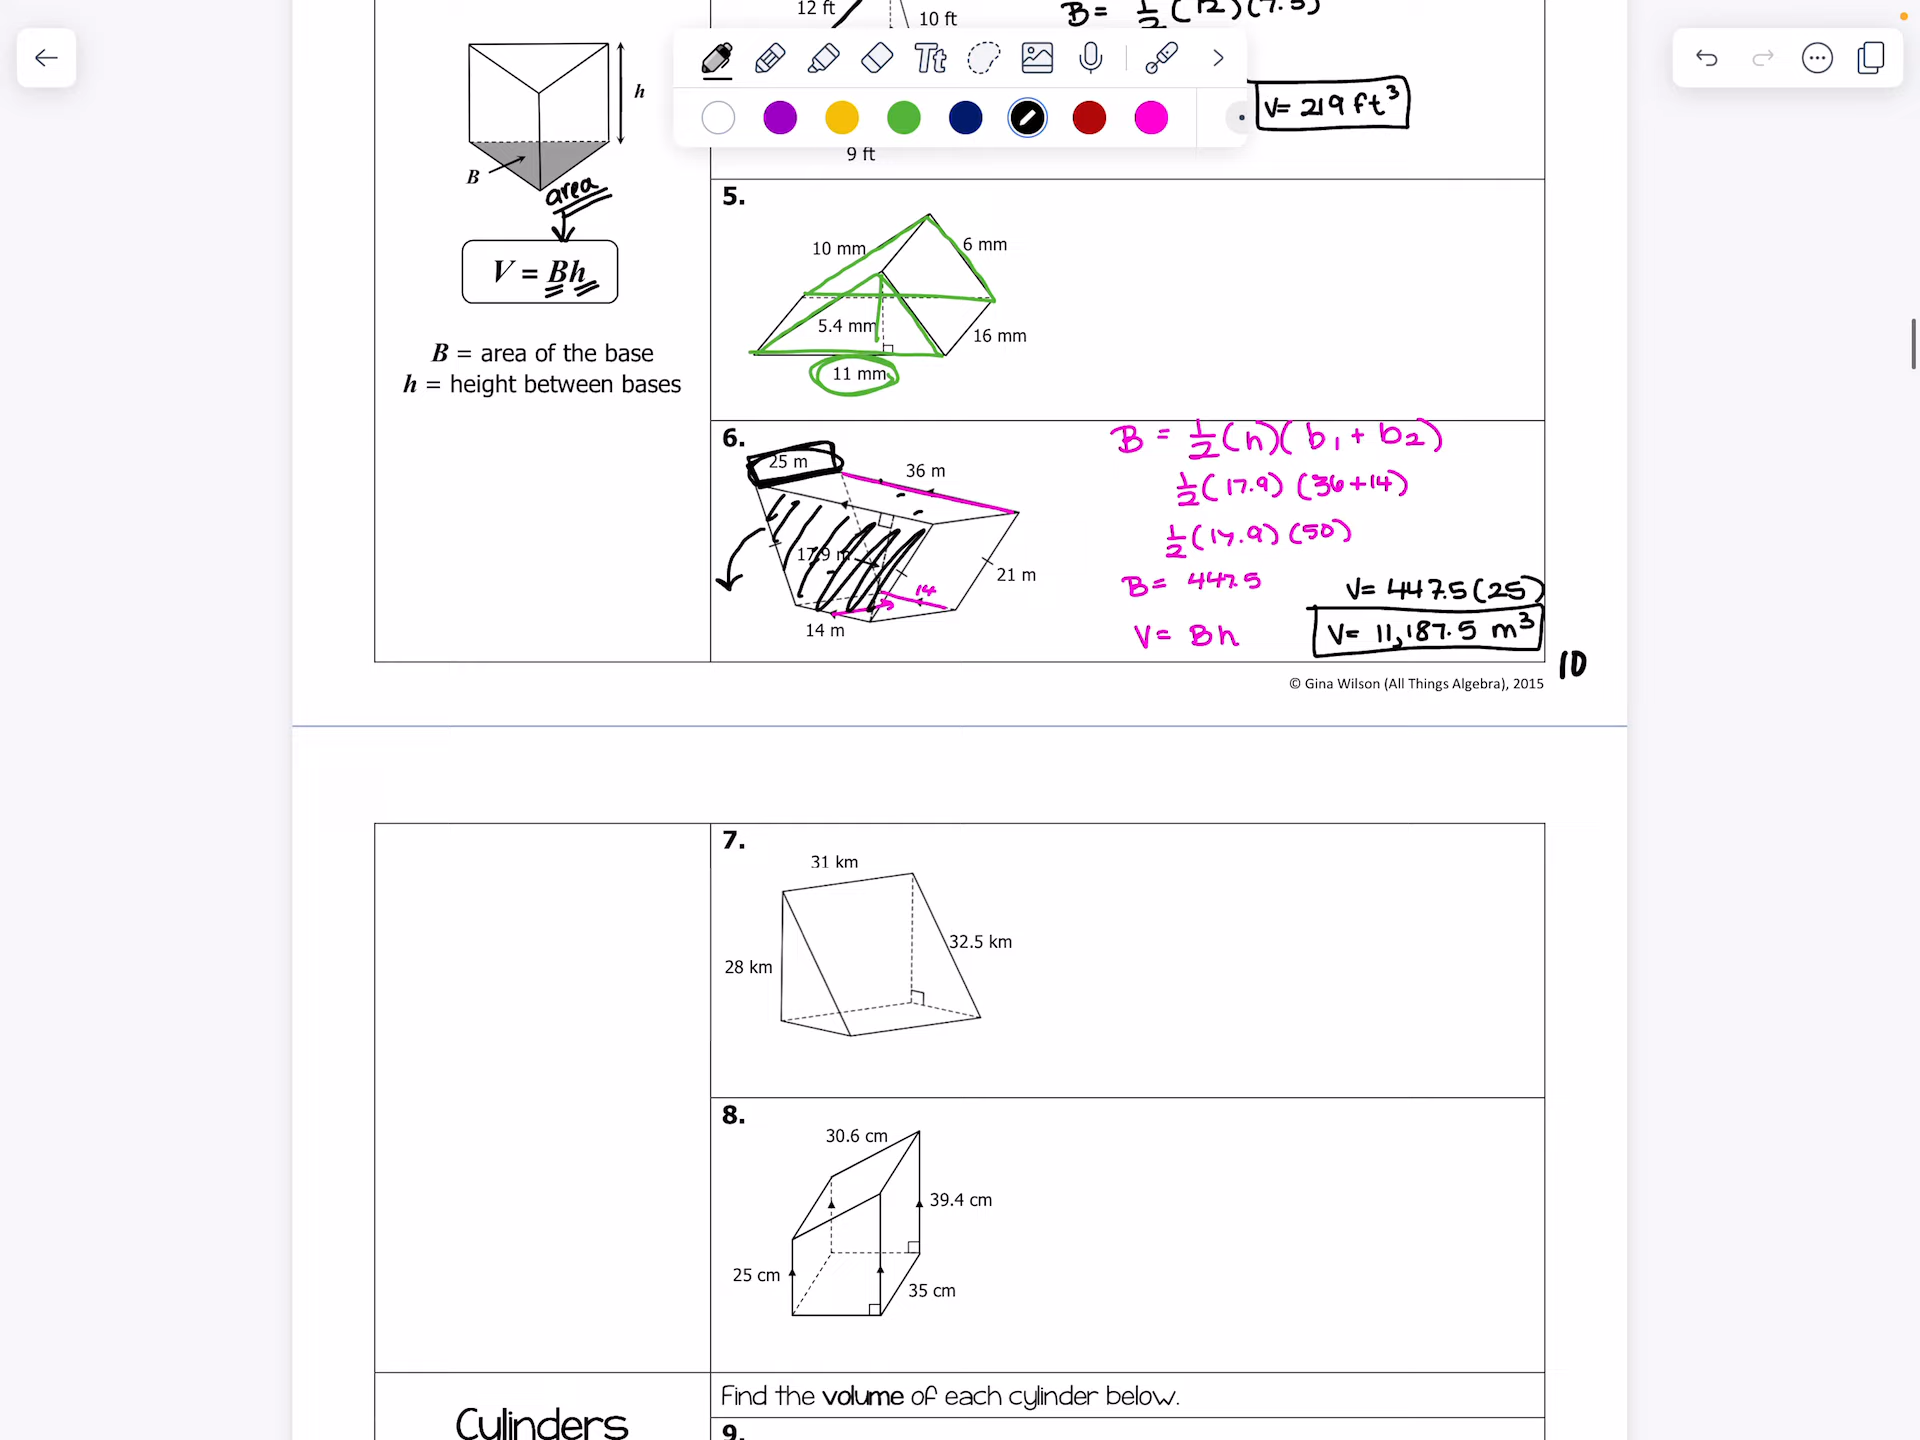 12 ft
10 ft
B = 1/2 (12)(7.5)
h
Tt
V= 219 ft³
9 ft
B
area
V = Bh
B = area of the base
h = height between bases
5.
10 mm
6 mm
5.4 mm
16 mm
11 mm
6.
25 m
36 m
17.9 m
21 m
14
14 m
B = 1/2 (h)( b₁ + b₂)
1/2 ( 17.9) (36+14)
1/2 (17.9) (50)
B = 447.5
V = Bh
V= 447.5 (25)
V= 11,187.5 m³
10
© Gina Wilson (All Things Algebra), 2015
7.
31 km
32.5 km
28 km
8.
30.6 cm
39.4 cm
25 cm
35 cm
Find the volume of each cylinder below.
Cylinders
9.